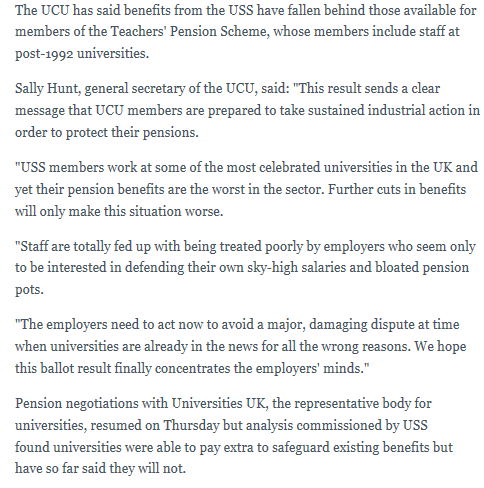 The UCU has said benefits from the USS have fallen behind those available for
members of the Teachers' Pension Scheme, whose members include staff at
post-1992 universities.
Sally Hunt, general secretary of the UCU, said: "This result sends a clear
message that UCU members are prepared to take sustained industrial action in
order to protect their pensions.
"USS members work at some of the most celebrated universities in the UK and
yet their pension benefits are the worst in the sector. Further cuts in benefits
will only make this situation worse.
"Staff are totally fed up with being treated poorly by employers who seem only
to be interested in defending their own sky-high salaries and bloated pension
pots.
"The employers need to act now to avoid a major, damaging dispute at time
when universities are already in the news for all the wrong reasons. We hope
this ballot result finally concentrates the employers' minds."
Pension negotiations with Universities UK, the representative body for
universities, resumed on Thursday but analysis commissioned by USS
found universities were able to pay extra to safeguard existing benefits but
have so far said they will not.